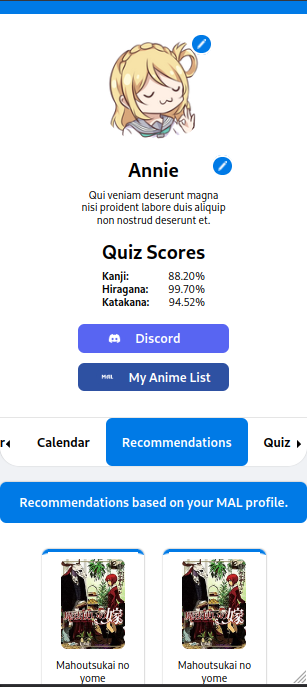 Annie
Qui veniam deserunt magna
nisi proident labore duis aliquip
non nostrud deserunt et.
Quiz Scores
Kanji: 88.20%
Hiragana: 99.70%
Katakana: 94.52%
Discord
MAL My Anime List
r Calendar Recommendations Quiz
Recommendations based on your MAL profile.
Mahoutsukai no Mahoutsukai no
yome yome